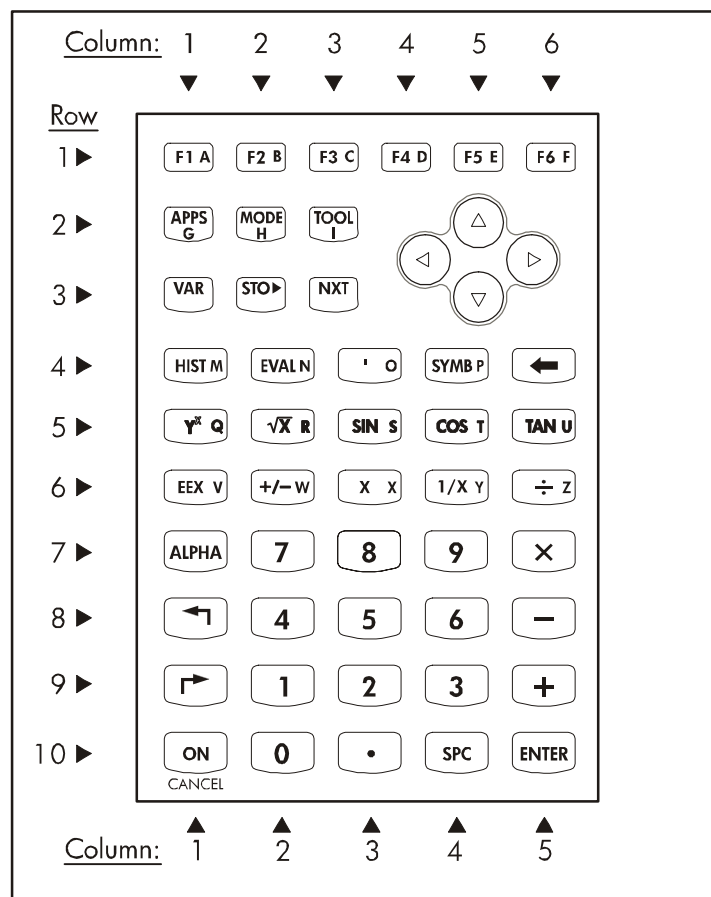 Column: 1 2 3 4 5 6
Row
1 F1 A F2 B F3 C F4 D F5 E F6 F
2 APPS G MODE H TOOL I
3 VAR STO▶ NXT
4 HIST M EVAL N ' O SYMB P
5 Yˣ Q √X R SIN S COS T TAN U
6 EEX V +/− W X X 1/X Y ÷ Z
7 ALPHA 7 8 9 ×
8 4 5 6 −
9 1 2 3 +
10 ON 0 • SPC ENTER
CANCEL
Column: 1 2 3 4 5